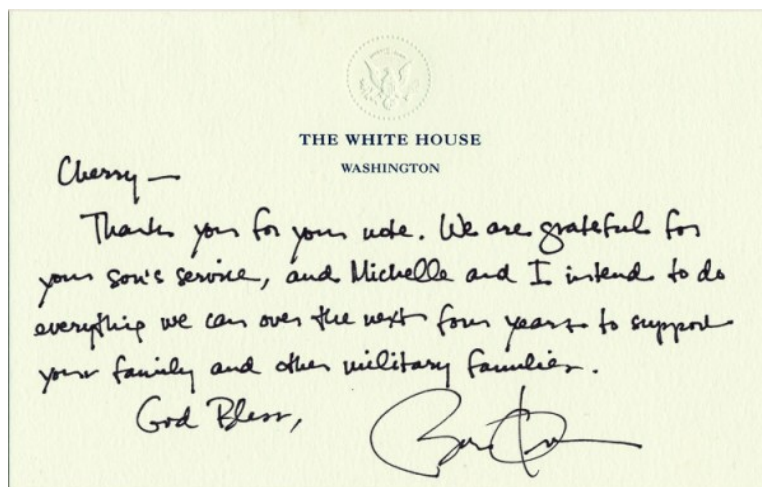 THE WHITE HOUSE
WASHINGTON
Cherry —
Thank you for your note. We are grateful for
your son's service, and Michelle and I intend to do
everything we can over the next four years to support
your family and other military families.
God Bless,